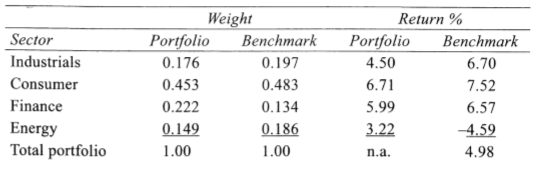 Weight Return %
Sector Portfolio Benchmark Portfolio Benchmark
Industrials 0.176 0.197 4.50 6.70
Consumer 0.453 0.483 6.71 7.52
Finance 0.222 0.134 5.99 6.57
Energy 0.149 0.186 3.22 –4.59
Total portfolio 1.00 1.00 n.a. 4.98